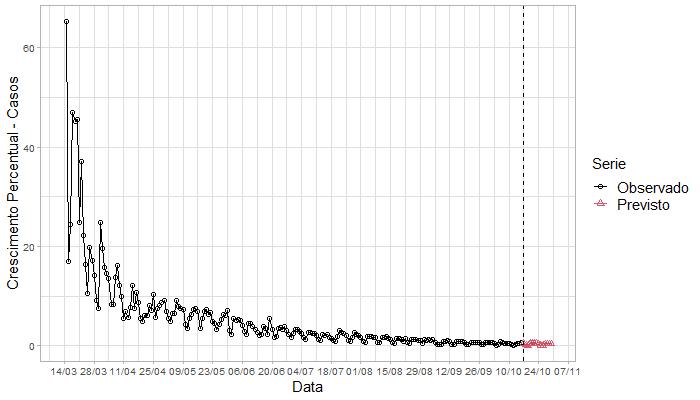 Crescimento Percentual - Casos
60
40
20
0
14/03 28/03 11/04 25/04 09/05 23/05 06/06 20/06 04/07 18/07 01/08 15/08 29/08 12/09 26/09 10/10 24/10 07/11
Data
Serie
Observado
Previsto